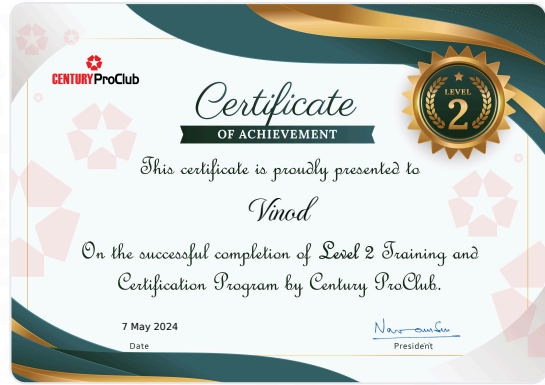 CENTURY ProClub
LEVEL
2
Certificate
OF ACHIEVEMENT
This certificate is proudly presented to
Vinod
On the successful completion of Level 2 Training and
Certification Program by Century ProClub.
7 May 2024
Date
President